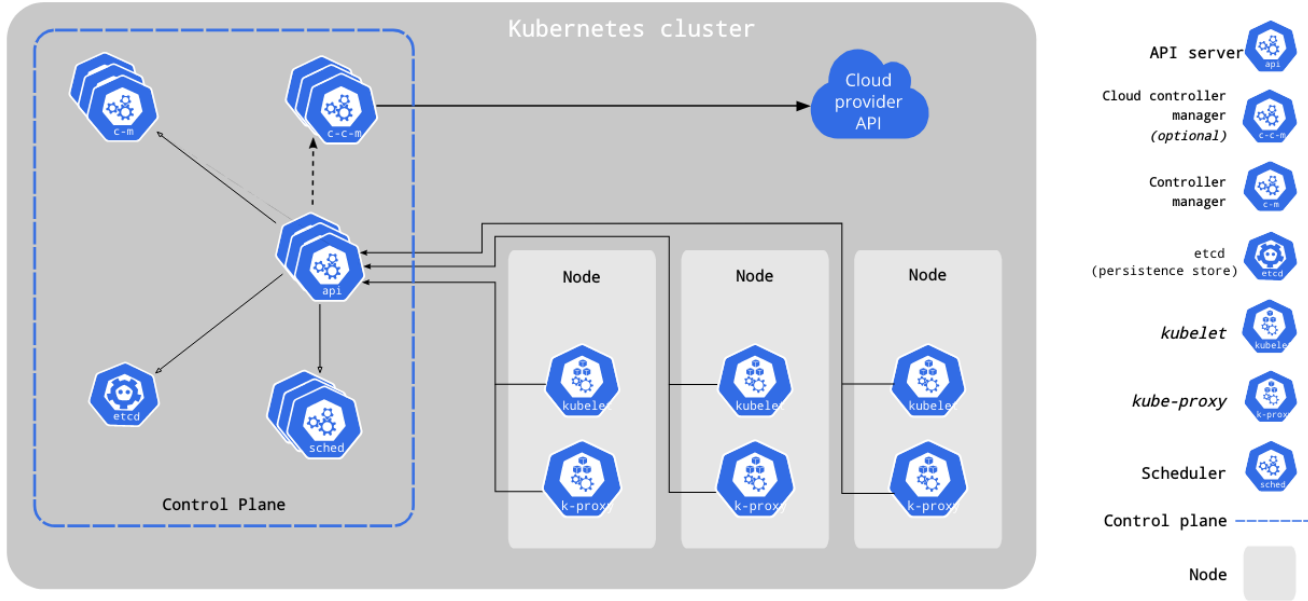 Kubernetes cluster
c-m
c-c-m
Cloud
provider
API
api
etcd
sched
Control Plane
Node
kubelet
k-proxy
Node
kubelet
k-proxy
Node
kubelet
k-proxy
API server
api
Cloud controller
manager
(optional)
c-c-m
Controller
manager
c-m
etcd
(persistence store)
etcd
kubelet
kubelet
kube-proxy
k-proxy
Scheduler
sched
Control plane
Node